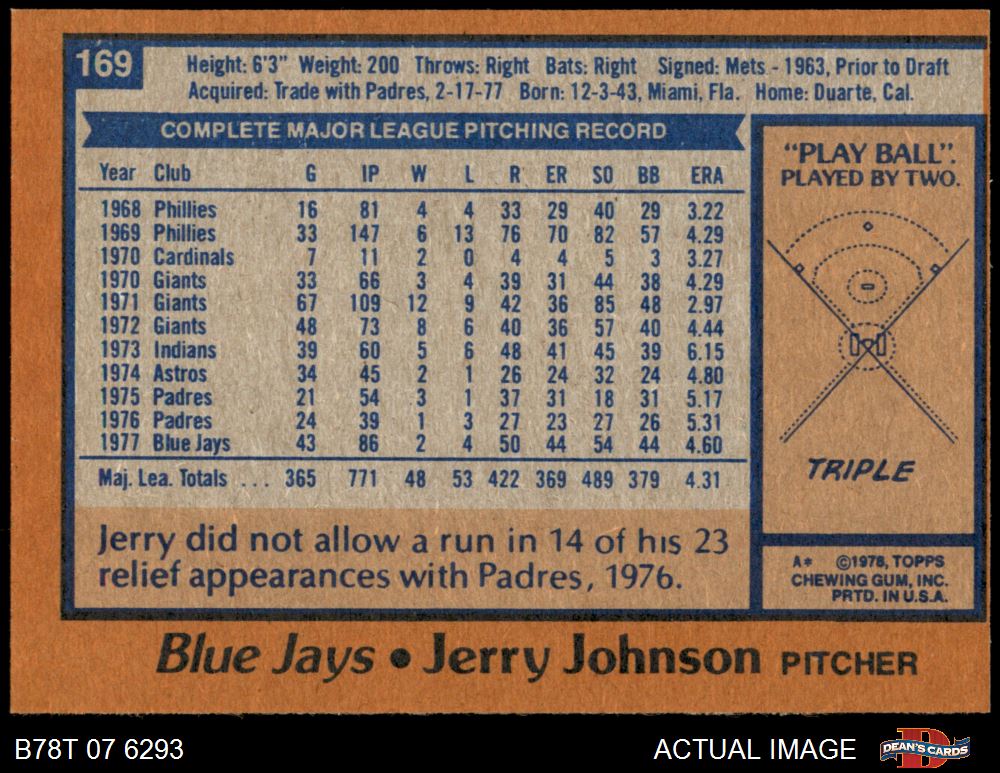 169
Height: 6'3" Weight: 200 Throws: Right Bats: Right Signed: Mets - 1963, Prior to Draft
Acquired: Trade with Padres, 2-17-77 Born: 12-3-43, Miami, Fla. Home: Duarte, Cal.
COMPLETE MAJOR LEAGUE PITCHING RECORD
Year Club G IP W L R ER SO BB ERA
1968 Phillies 16 81 4 4 33 29 40 29 3.22
1969 Phillies 33 147 6 13 76 70 82 57 4.29
1970 Cardinals 7 11 2 0 4 4 5 3 3.27
1970 Giants 33 66 3 4 39 31 44 38 4.29
1971 Giants 67 109 12 9 42 36 85 48 2.97
1972 Giants 48 73 8 6 40 36 57 40 4.44
1973 Indians 39 60 5 6 48 41 45 39 6.15
1974 Astros 34 45 2 1 26 24 32 24 4.80
1975 Padres 21 54 3 1 37 31 18 31 5.17
1976 Padres 24 39 1 3 27 23 27 26 5.31
1977 Blue Jays 43 86 2 4 50 44 54 44 4.60
Maj. Lea. Totals ... 365 771 48 53 422 369 489 379 4.31
Jerry did not allow a run in 14 of his 23
relief appearances with Padres, 1976.
"PLAY BALL".
PLAYED BY TWO.
TRIPLE
A* ©1978, TOPPS
CHEWING GUM, INC.
PRTD. IN U.S.A.
Blue Jays • Jerry Johnson PITCHER
B78T 07 6293 ACTUAL IMAGE DEAN'S CARDS